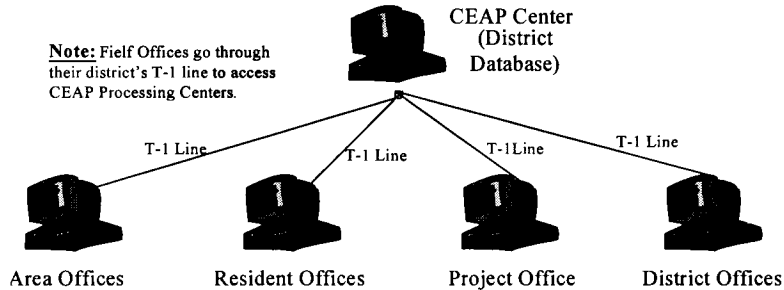 CEAP Center
(District
Database)
Note: Fielf Offices go through
their district's T-1 line to access
CEAP Processing Centers.
T-1 Line
T-1 Line
T-1Line
T-1 Line
Area Offices
Resident Offices
Project Office
District Offices